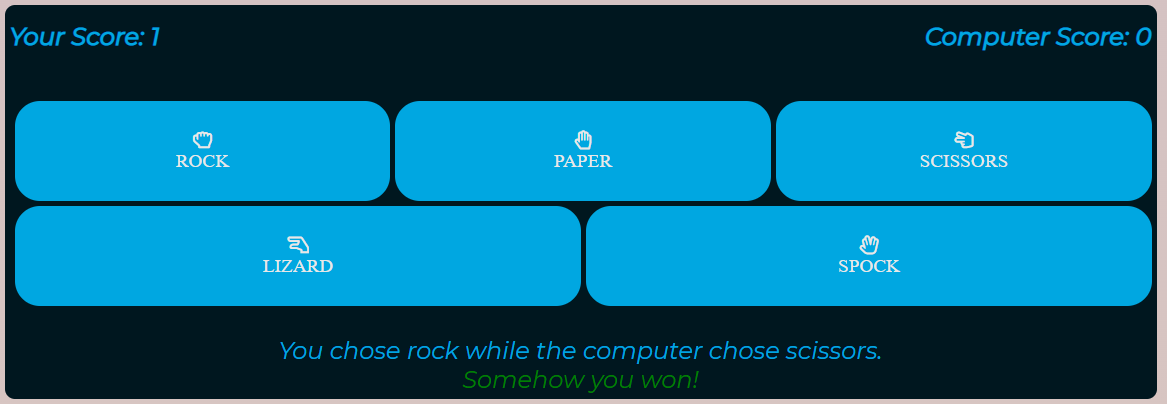 Your Score: 1
Computer Score: 0
ROCK
PAPER
SCISSORS
LIZARD
SPOCK
You chose rock while the computer chose scissors.
Somehow you won!